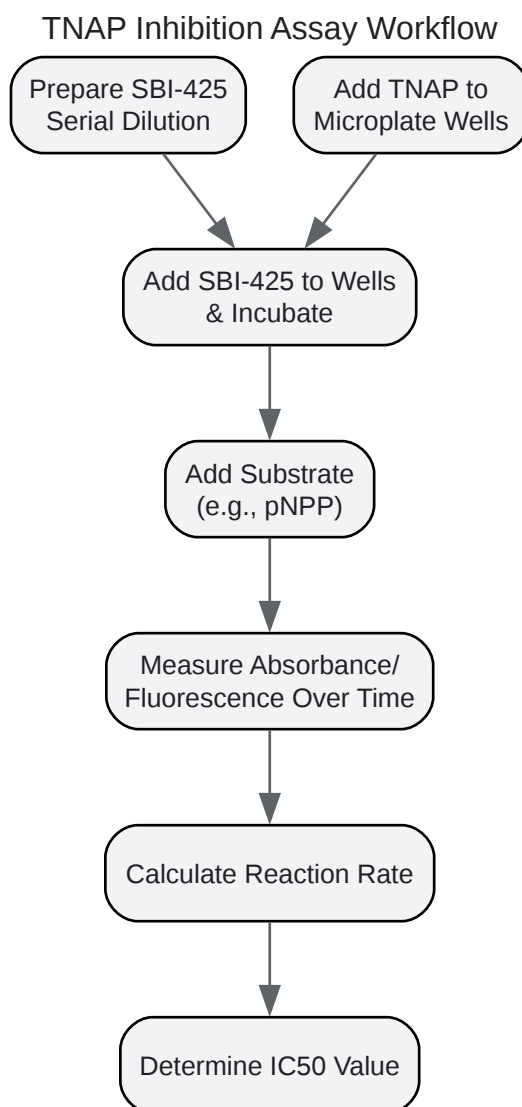 TNAP Inhibition Assay Workflow
Prepare SBI-425
Serial Dilution
Add TNAP to
Microplate Wells
Add SBI-425 to Wells
& Incubate
Add Substrate
(e.g., pNPP)
Measure Absorbance/
Fluorescence Over Time
Calculate Reaction Rate
Determine IC50 Value